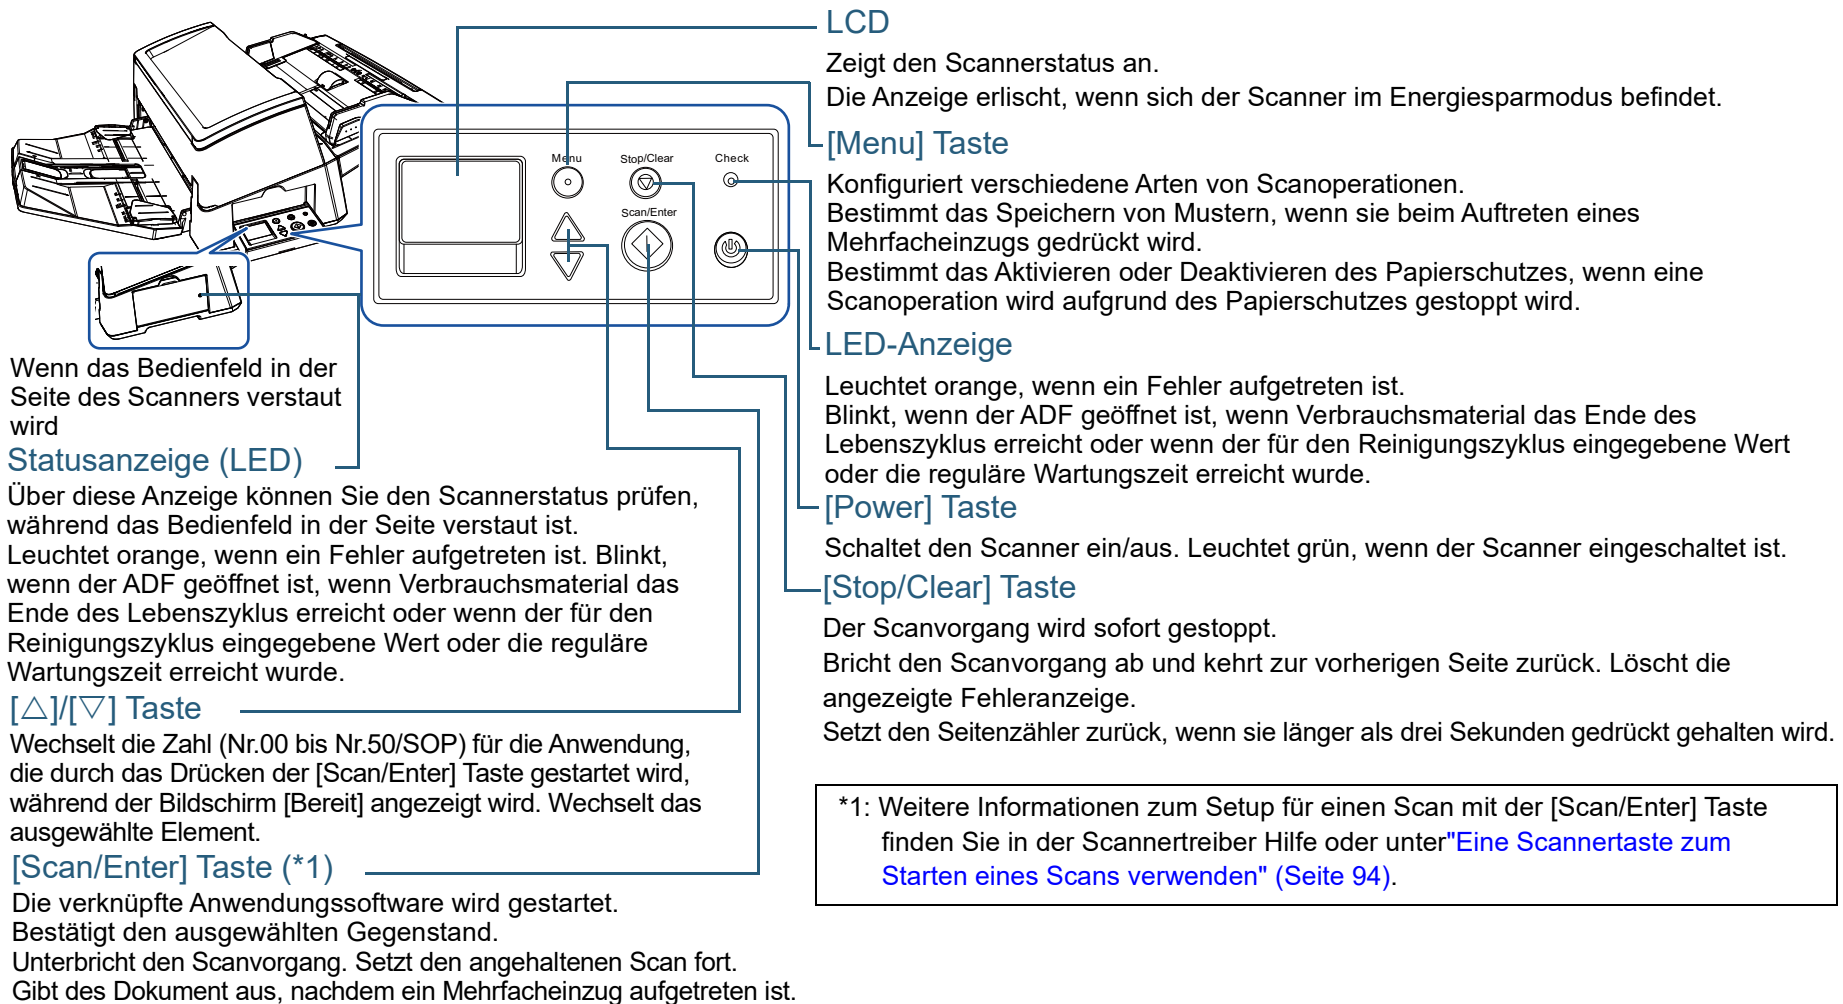 LCD
Zeigt den Scannerstatus an.
Die Anzeige erlischt, wenn sich der Scanner im Energiesparmodus befindet.
[Menu] Taste
Konfiguriert verschiedene Arten von Scanoperationen.
Bestimmt das Speichern von Mustern, wenn sie beim Auftreten eines
Mehrfacheinzugs gedrückt wird.
Bestimmt das Aktivieren oder Deaktivieren des Papierschutzes, wenn eine
Scanoperation wird aufgrund des Papierschutzes gestoppt wird.
LED-Anzeige
Leuchtet orange, wenn ein Fehler aufgetreten ist.
Blinkt, wenn der ADF geöffnet ist, wenn Verbrauchsmaterial das Ende des
Lebenszyklus erreicht oder wenn der für den Reinigungszyklus eingegebene Wert
oder die reguläre Wartungszeit erreicht wurde.
[Power] Taste
Schaltet den Scanner ein/aus. Leuchtet grün, wenn der Scanner eingeschaltet ist.
[Stop/Clear] Taste
Der Scanvorgang wird sofort gestoppt.
Bricht den Scanvorgang ab und kehrt zur vorherigen Seite zurück. Löscht die
angezeigte Fehleranzeige.
Setzt den Seitenzähler zurück, wenn sie länger als drei Sekunden gedrückt gehalten wird.
*1: Weitere Informationen zum Setup für einen Scan mit der [Scan/Enter] Taste
finden Sie in der Scannertreiber Hilfe oder unter"Eine Scannertaste zum
Starten eines Scans verwenden" (Seite 94).
Menu
Stop/Clear
Check
Scan/Enter
Wenn das Bedienfeld in der
Seite des Scanners verstaut
wird
Statusanzeige (LED)
Über diese Anzeige können Sie den Scannerstatus prüfen,
während das Bedienfeld in der Seite verstaut ist.
Leuchtet orange, wenn ein Fehler aufgetreten ist. Blinkt,
wenn der ADF geöffnet ist, wenn Verbrauchsmaterial das
Ende des Lebenszyklus erreicht oder wenn der für den
Reinigungszyklus eingegebene Wert oder die reguläre
Wartungszeit erreicht wurde.
[△]/[▽] Taste
Wechselt die Zahl (Nr.00 bis Nr.50/SOP) für die Anwendung,
die durch das Drücken der [Scan/Enter] Taste gestartet wird,
während der Bildschirm [Bereit] angezeigt wird. Wechselt das
ausgewählte Element.
[Scan/Enter] Taste (*1)
Die verknüpfte Anwendungssoftware wird gestartet.
Bestätigt den ausgewählten Gegenstand.
Unterbricht den Scanvorgang. Setzt den angehaltenen Scan fort.
Gibt des Dokument aus, nachdem ein Mehrfacheinzug aufgetreten ist.